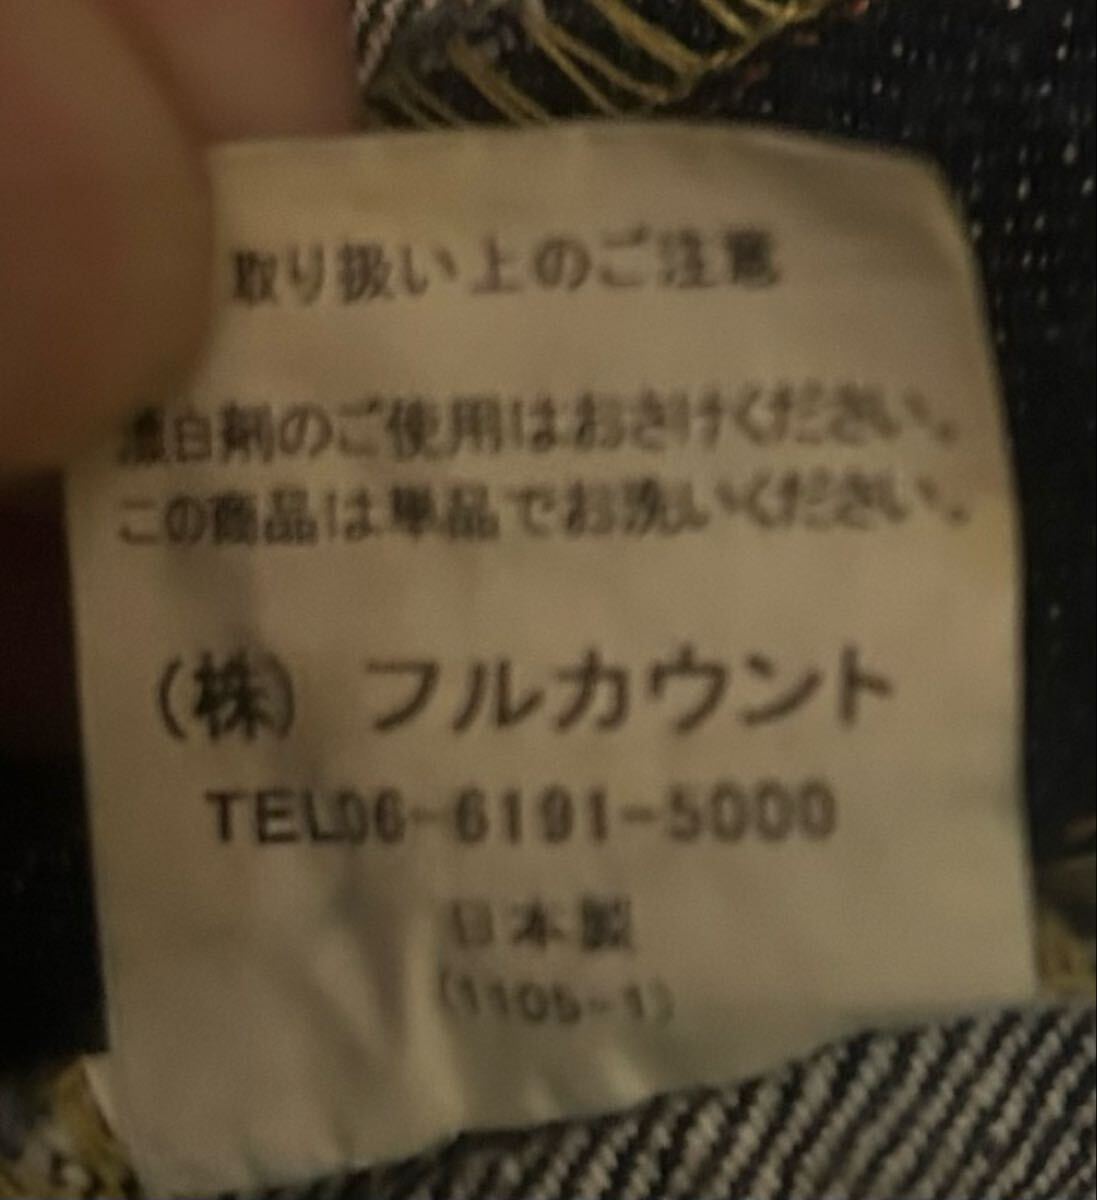 取り扱い上のご注意
漂白剤のご使用はおさけください。
この商品は単品でお洗いください。
(株) フルカウント
TEL06-6191-5000
日本製
(1105-1)